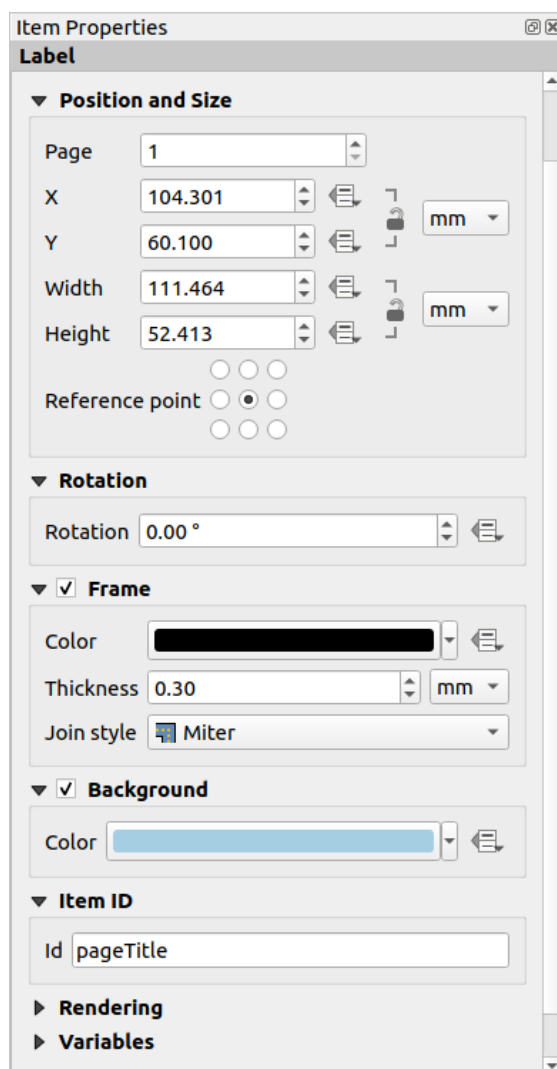 Item Properties
Label
Position and Size
Page 1
X 104.301
mm
Y 60.100
Width 111.464
mm
Height 52.413
Reference point
Rotation
Rotation 0.00 °
Frame
Color
Thickness 0.30 mm
Join style Miter
Background
Color
Item ID
Id pageTitle
Rendering
Variables